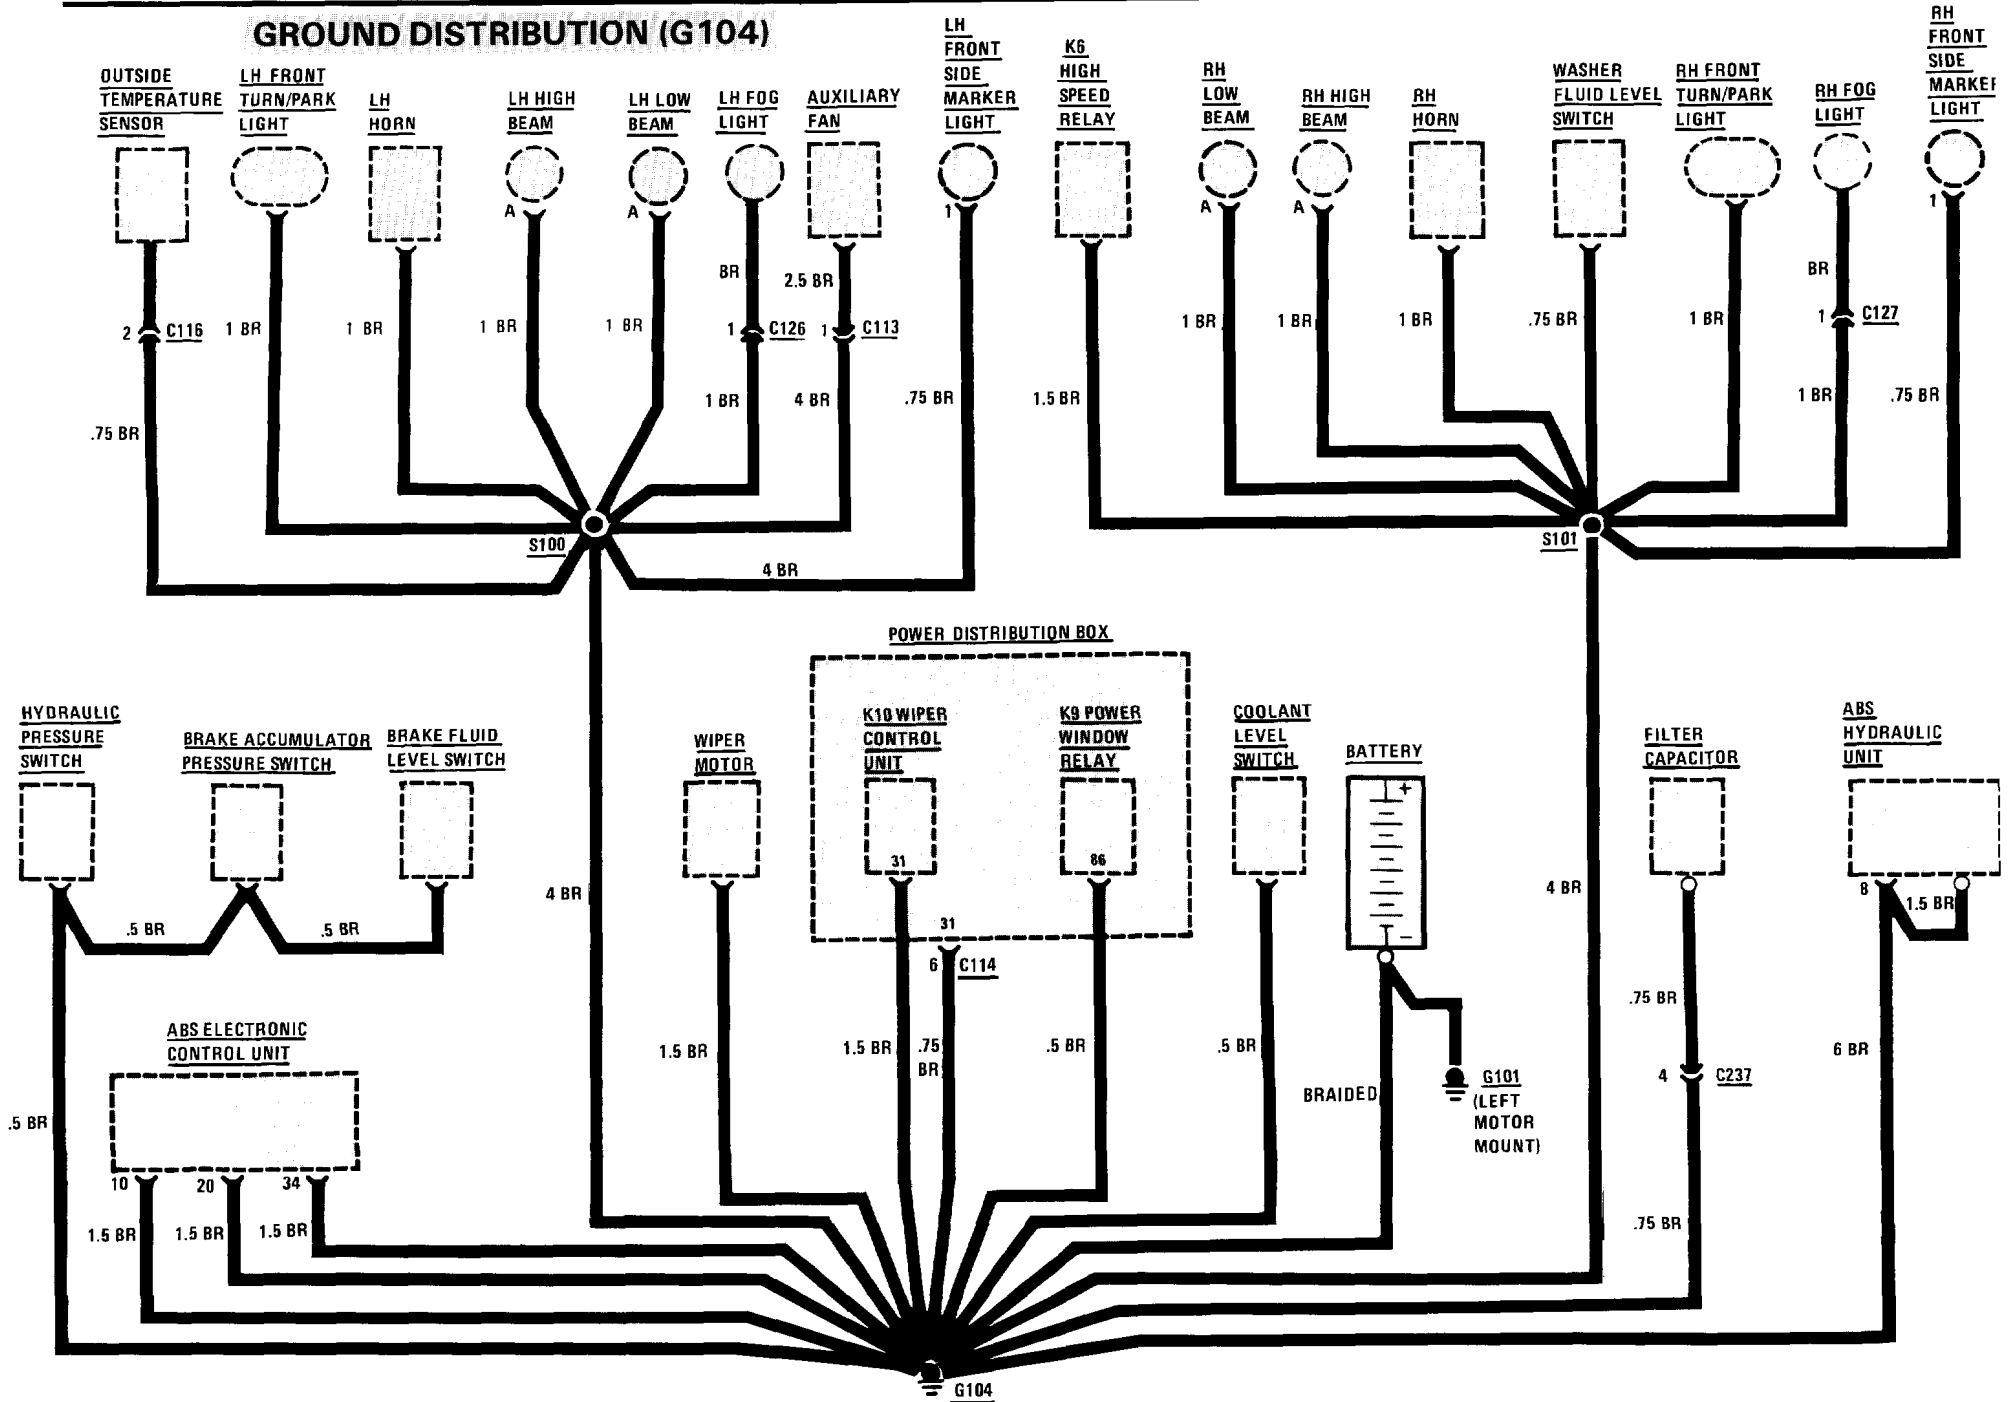 GROUND DISTRIBUTION (G104)
OUTSIDE
TEMPERATURE
SENSOR
LH FRONT
TURN/PARK
LIGHT
LH
HORN
LH HIGH
BEAM
LH LOW
BEAM
LH FOG
LIGHT
AUXILIARY
FAN
LH
FRONT
SIDE
MARKER
LIGHT
K6
HIGH
SPEED
RELAY
RH
LOW
BEAM
RH HIGH
BEAM
RH
HORN
WASHER
FLUID LEVEL
SWITCH
RH FRONT
TURN/PARK
LIGHT
RH FOG
LIGHT
RH
FRONT
SIDE
MARKER
LIGHT
A
A
1
A
A
1
BR
2.5 BR
BR
2
C116
1 BR
1 BR
1 BR
1 BR
1
C126
1
C113
1 BR
1 BR
1 BR
.75 BR
1 BR
1
C127
.75 BR
1 BR
4 BR
.75 BR
1.5 BR
1 BR
.75 BR
S100
4 BR
S101
POWER DISTRIBUTION BOX
HYDRAULIC
PRESSURE
SWITCH
BRAKE ACCUMULATOR
PRESSURE SWITCH
BRAKE FLUID
LEVEL SWITCH
WIPER
MOTOR
K10 WIPER
CONTROL
UNIT
K9 POWER
WINDOW
RELAY
COOLANT
LEVEL
SWITCH
BATTERY
FILTER
CAPACITOR
ABS
HYDRAULIC
UNIT
+
31
86
–
.5 BR
.5 BR
4 BR
31
6
C114
4 BR
8
1.5 BR
.75 BR
ABS ELECTRONIC
CONTROL UNIT
1.5 BR
1.5 BR
.75
BR
.5 BR
.5 BR
BRAIDED
G101
(LEFT
MOTOR
MOUNT)
4
C237
6 BR
.5 BR
10
20
34
1.5 BR
1.5 BR
1.5 BR
.75 BR
G104